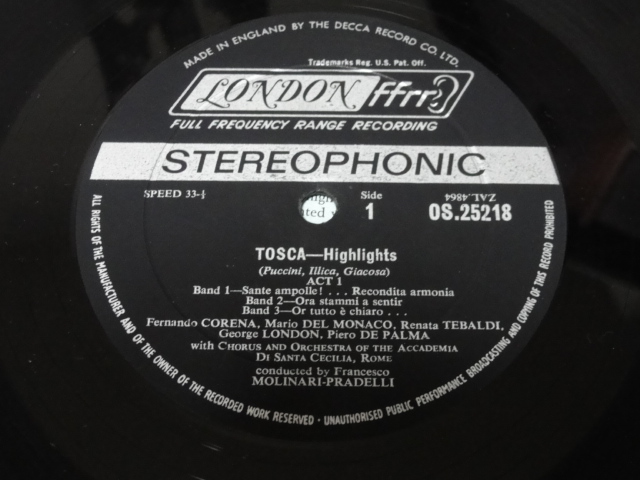 MADE IN ENGLAND BY THE DECCA RECORD CO. LTD.
Trademarks Reg. U.S. Pat. Off.
LONDON ffrr
FULL FREQUENCY RANGE RECORDING
STEREOPHONIC
SPEED 33-⅓
Side
1
ZAL.4864
OS.25218
TOSCA—Highlights
(Puccini, Illica, Giacosa)
ACT 1
Band 1—Sante ampolle! . . . Recondita armonia
Band 2—Ora stammi a sentir
Band 3—Or tutto è chiaro . . .
Fernando CORENA, Mario DEL MONACO, Renata TEBALDI,
George LONDON, Piero DE PALMA
with CHORUS AND ORCHESTRA OF THE ACCADEMIA
DI SANTA CECILIA, ROME
conducted by Francesco
MOLINARI-PRADELLI
ALL RIGHTS OF THE MANUFACTURER AND OF THE OWNER OF THE RECORDED WORK RESERVED · UNAUTHORISED PUBLIC PERFORMANCE BROADCASTING AND COPYING OF THIS RECORD PROHIBITED